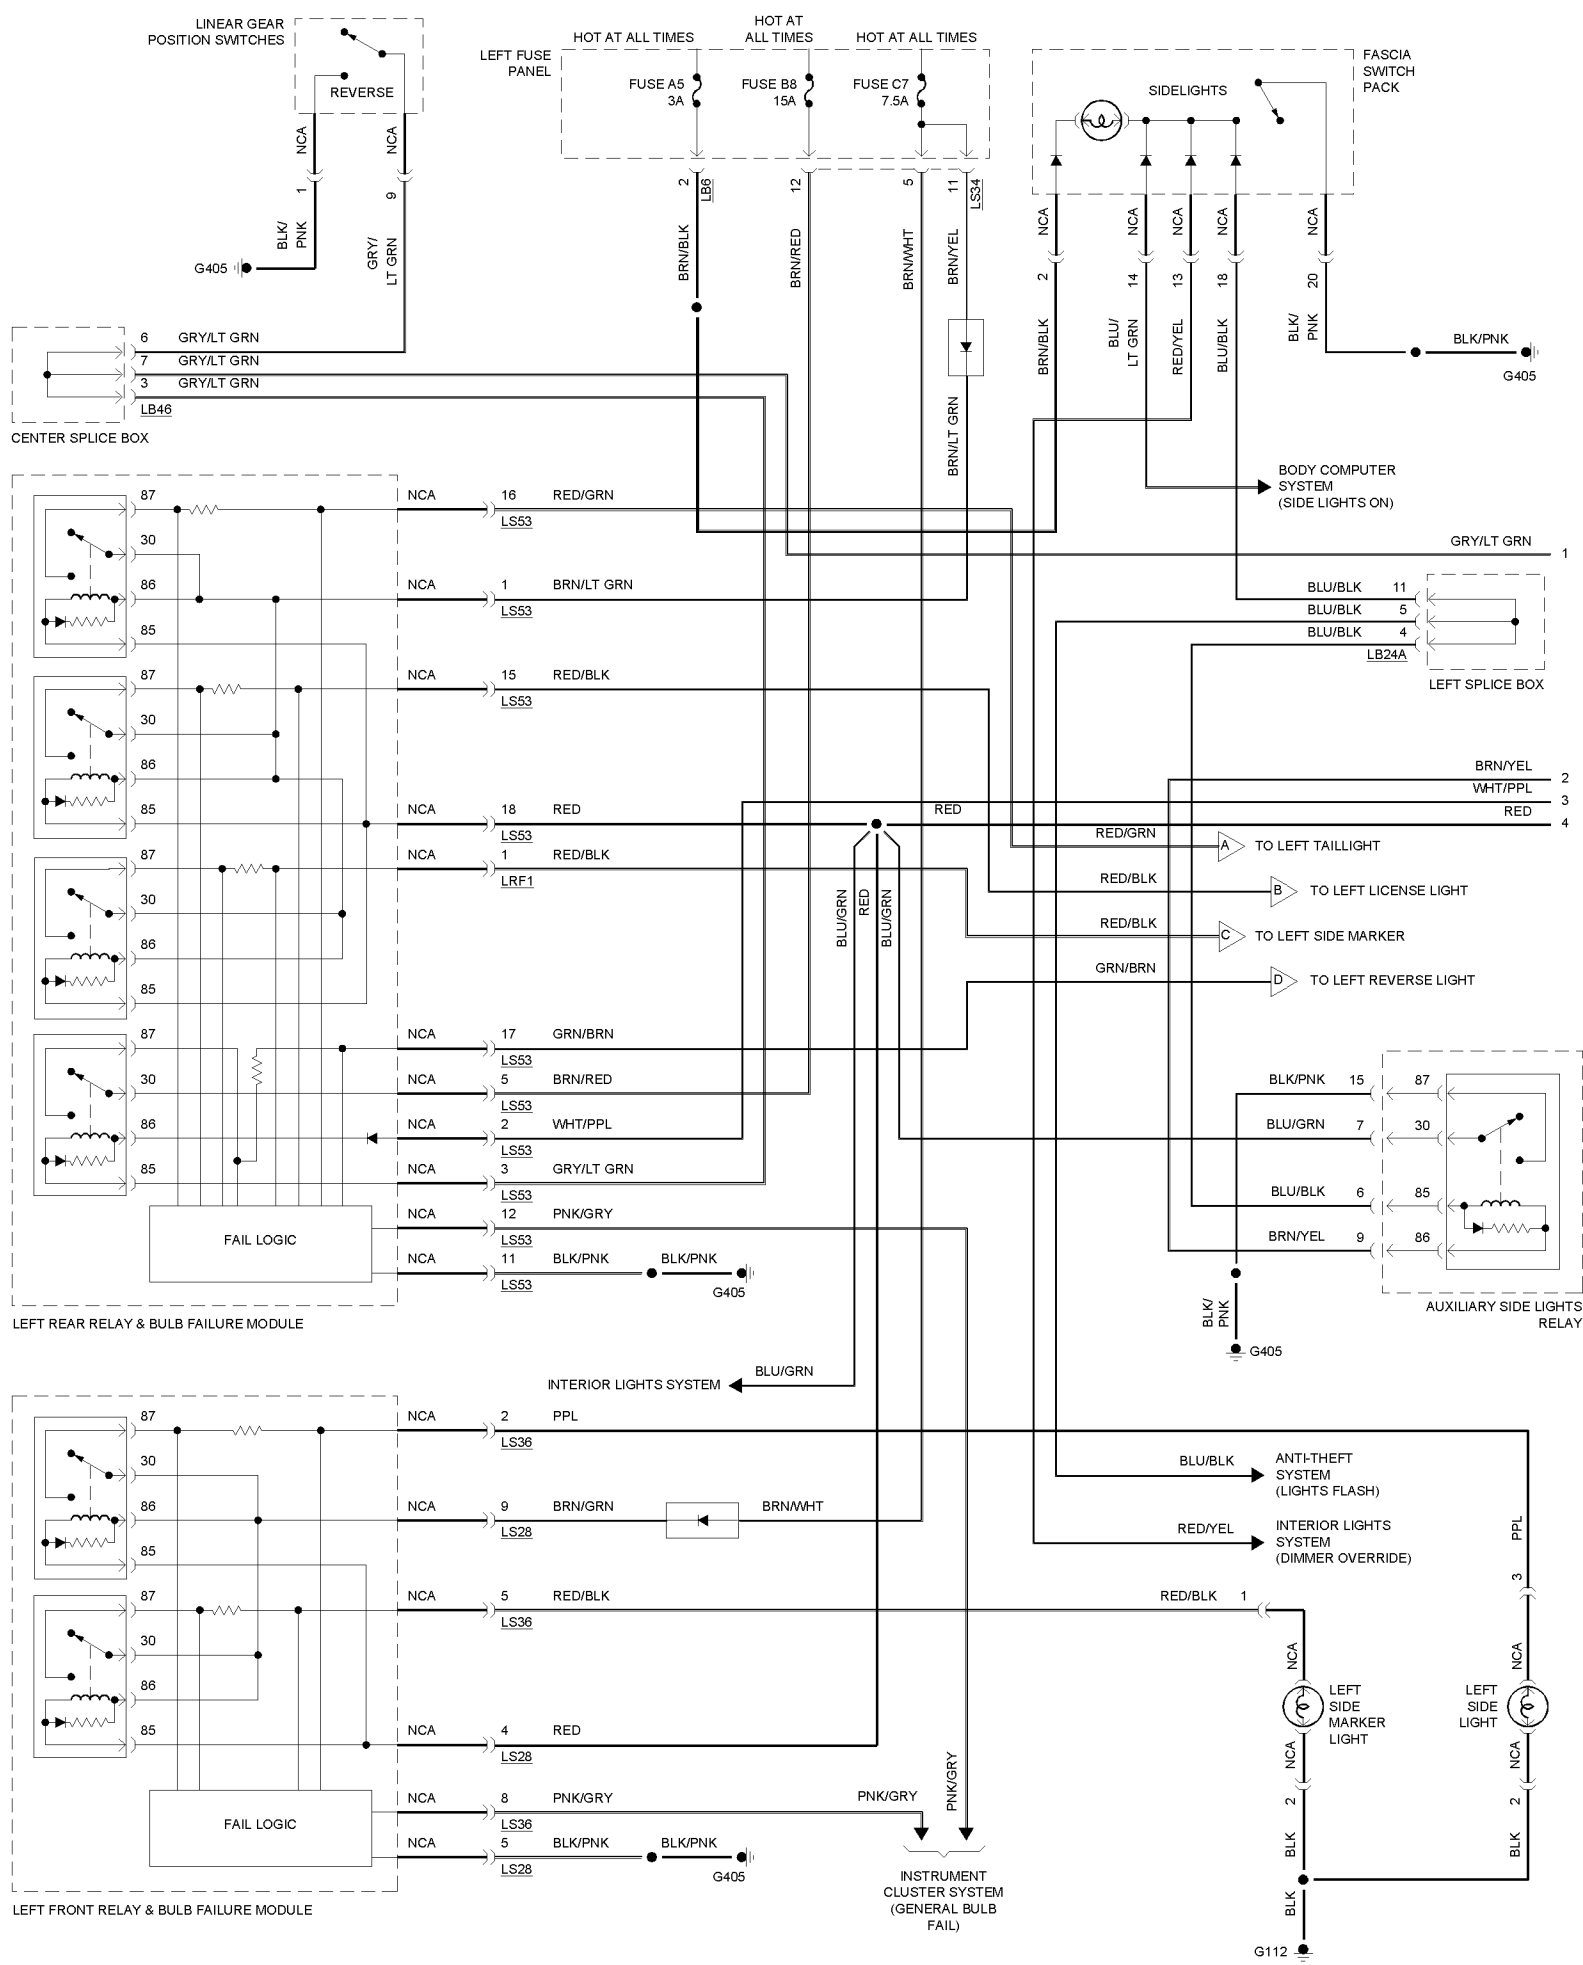 LINEAR GEAR
POSITION SWITCHES
REVERSE
NCA
NCA
1
9
BLK/
PNK
GRY/
LT GRN
G405
HOT AT ALL TIMES
HOT AT
ALL TIMES
HOT AT ALL TIMES
LEFT FUSE
PANEL
FUSE A5
3A
FUSE B8
15A
FUSE C7
7.5A
2
LB6
12
5
11
LS34
BRN/BLK
BRN/RED
BRN/WHT
BRN/YEL
BRN/LT GRN
FASCIA
SWITCH
PACK
SIDELIGHTS
NCA
NCA
NCA
NCA
NCA
2
14
13
18
20
BRN/BLK
BLU/
LT GRN
RED/YEL
BLU/BLK
BLK/
PNK
BLK/PNK
G405
6
GRY/LT GRN
7
GRY/LT GRN
3
GRY/LT GRN
LB46
CENTER SPLICE BOX
BODY COMPUTER
SYSTEM
(SIDE LIGHTS ON)
GRY/LT GRN
1
BLU/BLK
11
BLU/BLK
5
BLU/BLK
4
LB24A
LEFT SPLICE BOX
BRN/YEL
2
WHT/PPL
3
RED
RED
4
87
30
86
85
NCA
16
RED/GRN
LS53
NCA
1
BRN/LT GRN
LS53
87
30
86
85
NCA
15
RED/BLK
LS53
NCA
18
RED
LS53
87
30
86
85
NCA
1
RED/BLK
LRF1
87
30
86
85
NCA
17
GRN/BRN
LS53
NCA
5
BRN/RED
LS53
NCA
2
WHT/PPL
LS53
NCA
3
GRY/LT GRN
LS53
NCA
12
PNK/GRY
LS53
NCA
11
BLK/PNK
BLK/PNK
LS53
G405
FAIL LOGIC
LEFT REAR RELAY & BULB FAILURE MODULE
BLU/GRN
RED
BLU/GRN
RED/GRN
A
TO LEFT TAILLIGHT
RED/BLK
B
TO LEFT LICENSE LIGHT
RED/BLK
C
TO LEFT SIDE MARKER
GRN/BRN
D
TO LEFT REVERSE LIGHT
BLK/PNK
15
87
BLU/GRN
7
30
BLU/BLK
6
85
BRN/YEL
9
86
BLK/
PNK
G405
AUXILIARY SIDE LIGHTS
RELAY
INTERIOR LIGHTS SYSTEM
BLU/GRN
87
30
86
85
NCA
2
PPL
LS36
NCA
9
BRN/GRN
BRN/WHT
LS28
87
30
86
85
NCA
5
RED/BLK
LS36
NCA
4
RED
LS28
NCA
8
PNK/GRY
LS36
NCA
5
BLK/PNK
BLK/PNK
LS28
G405
FAIL LOGIC
LEFT FRONT RELAY & BULB FAILURE MODULE
PNK/GRY
PNK/GRY
INSTRUMENT
CLUSTER SYSTEM
(GENERAL BULB
FAIL)
BLU/BLK
ANTI-THEFT
SYSTEM
(LIGHTS FLASH)
RED/YEL
INTERIOR LIGHTS
SYSTEM
(DIMMER OVERRIDE)
RED/BLK
1
PPL
3
NCA
NCA
LEFT
SIDE
MARKER
LIGHT
LEFT
SIDE
LIGHT
NCA
NCA
2
2
BLK
BLK
BLK
G112